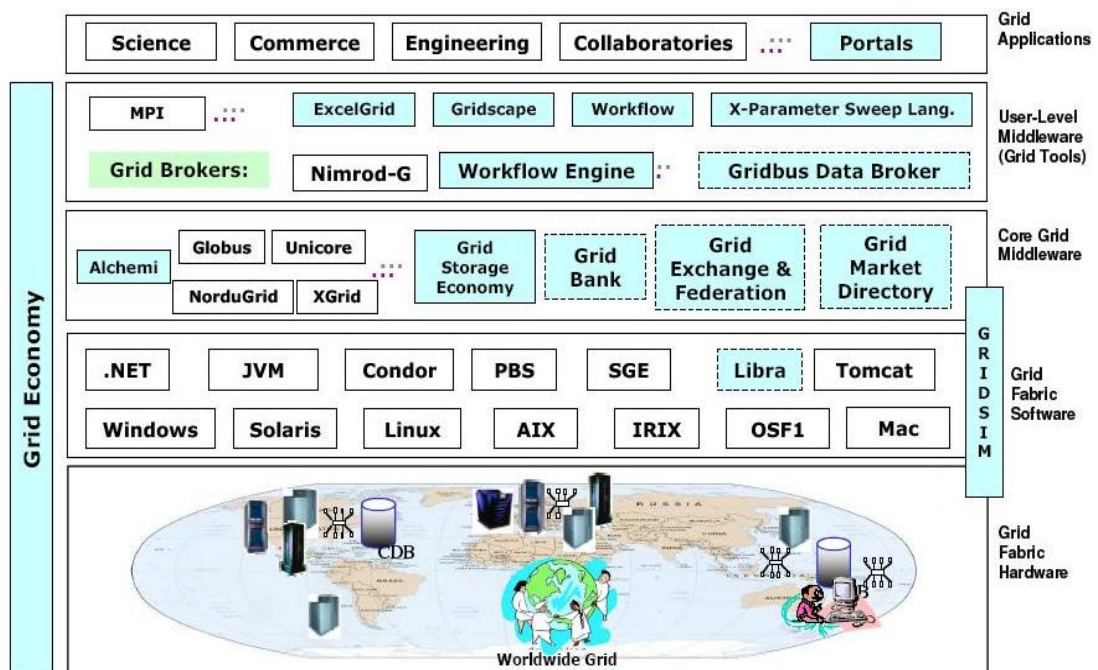 Science
Commerce
Engineering
Collaboratories
Portals
Grid
Applications
MPI
ExcelGrid
Gridscape
Workflow
X-Parameter Sweep Lang.
User-Level
Middleware
(Grid Tools)
Grid Brokers:
Nimrod-G
Workflow Engine
Gridbus Data Broker
Alchemi
Globus
Unicore
NorduGrid
XGrid
Grid
Storage
Economy
Grid
Bank
Grid
Exchange &
Federation
Grid
Market
Directory
Core Grid
Middleware
Grid Economy
.NET
JVM
Condor
PBS
SGE
Libra
Tomcat
Windows
Solaris
Linux
AIX
IRIX
OSF1
Mac
GRIDSIM
Grid
Fabric
Software
RUSSIA
CHINA
INDIA
BRAZIL
CDB
Worldwide Grid
Grid
Fabric
Hardware